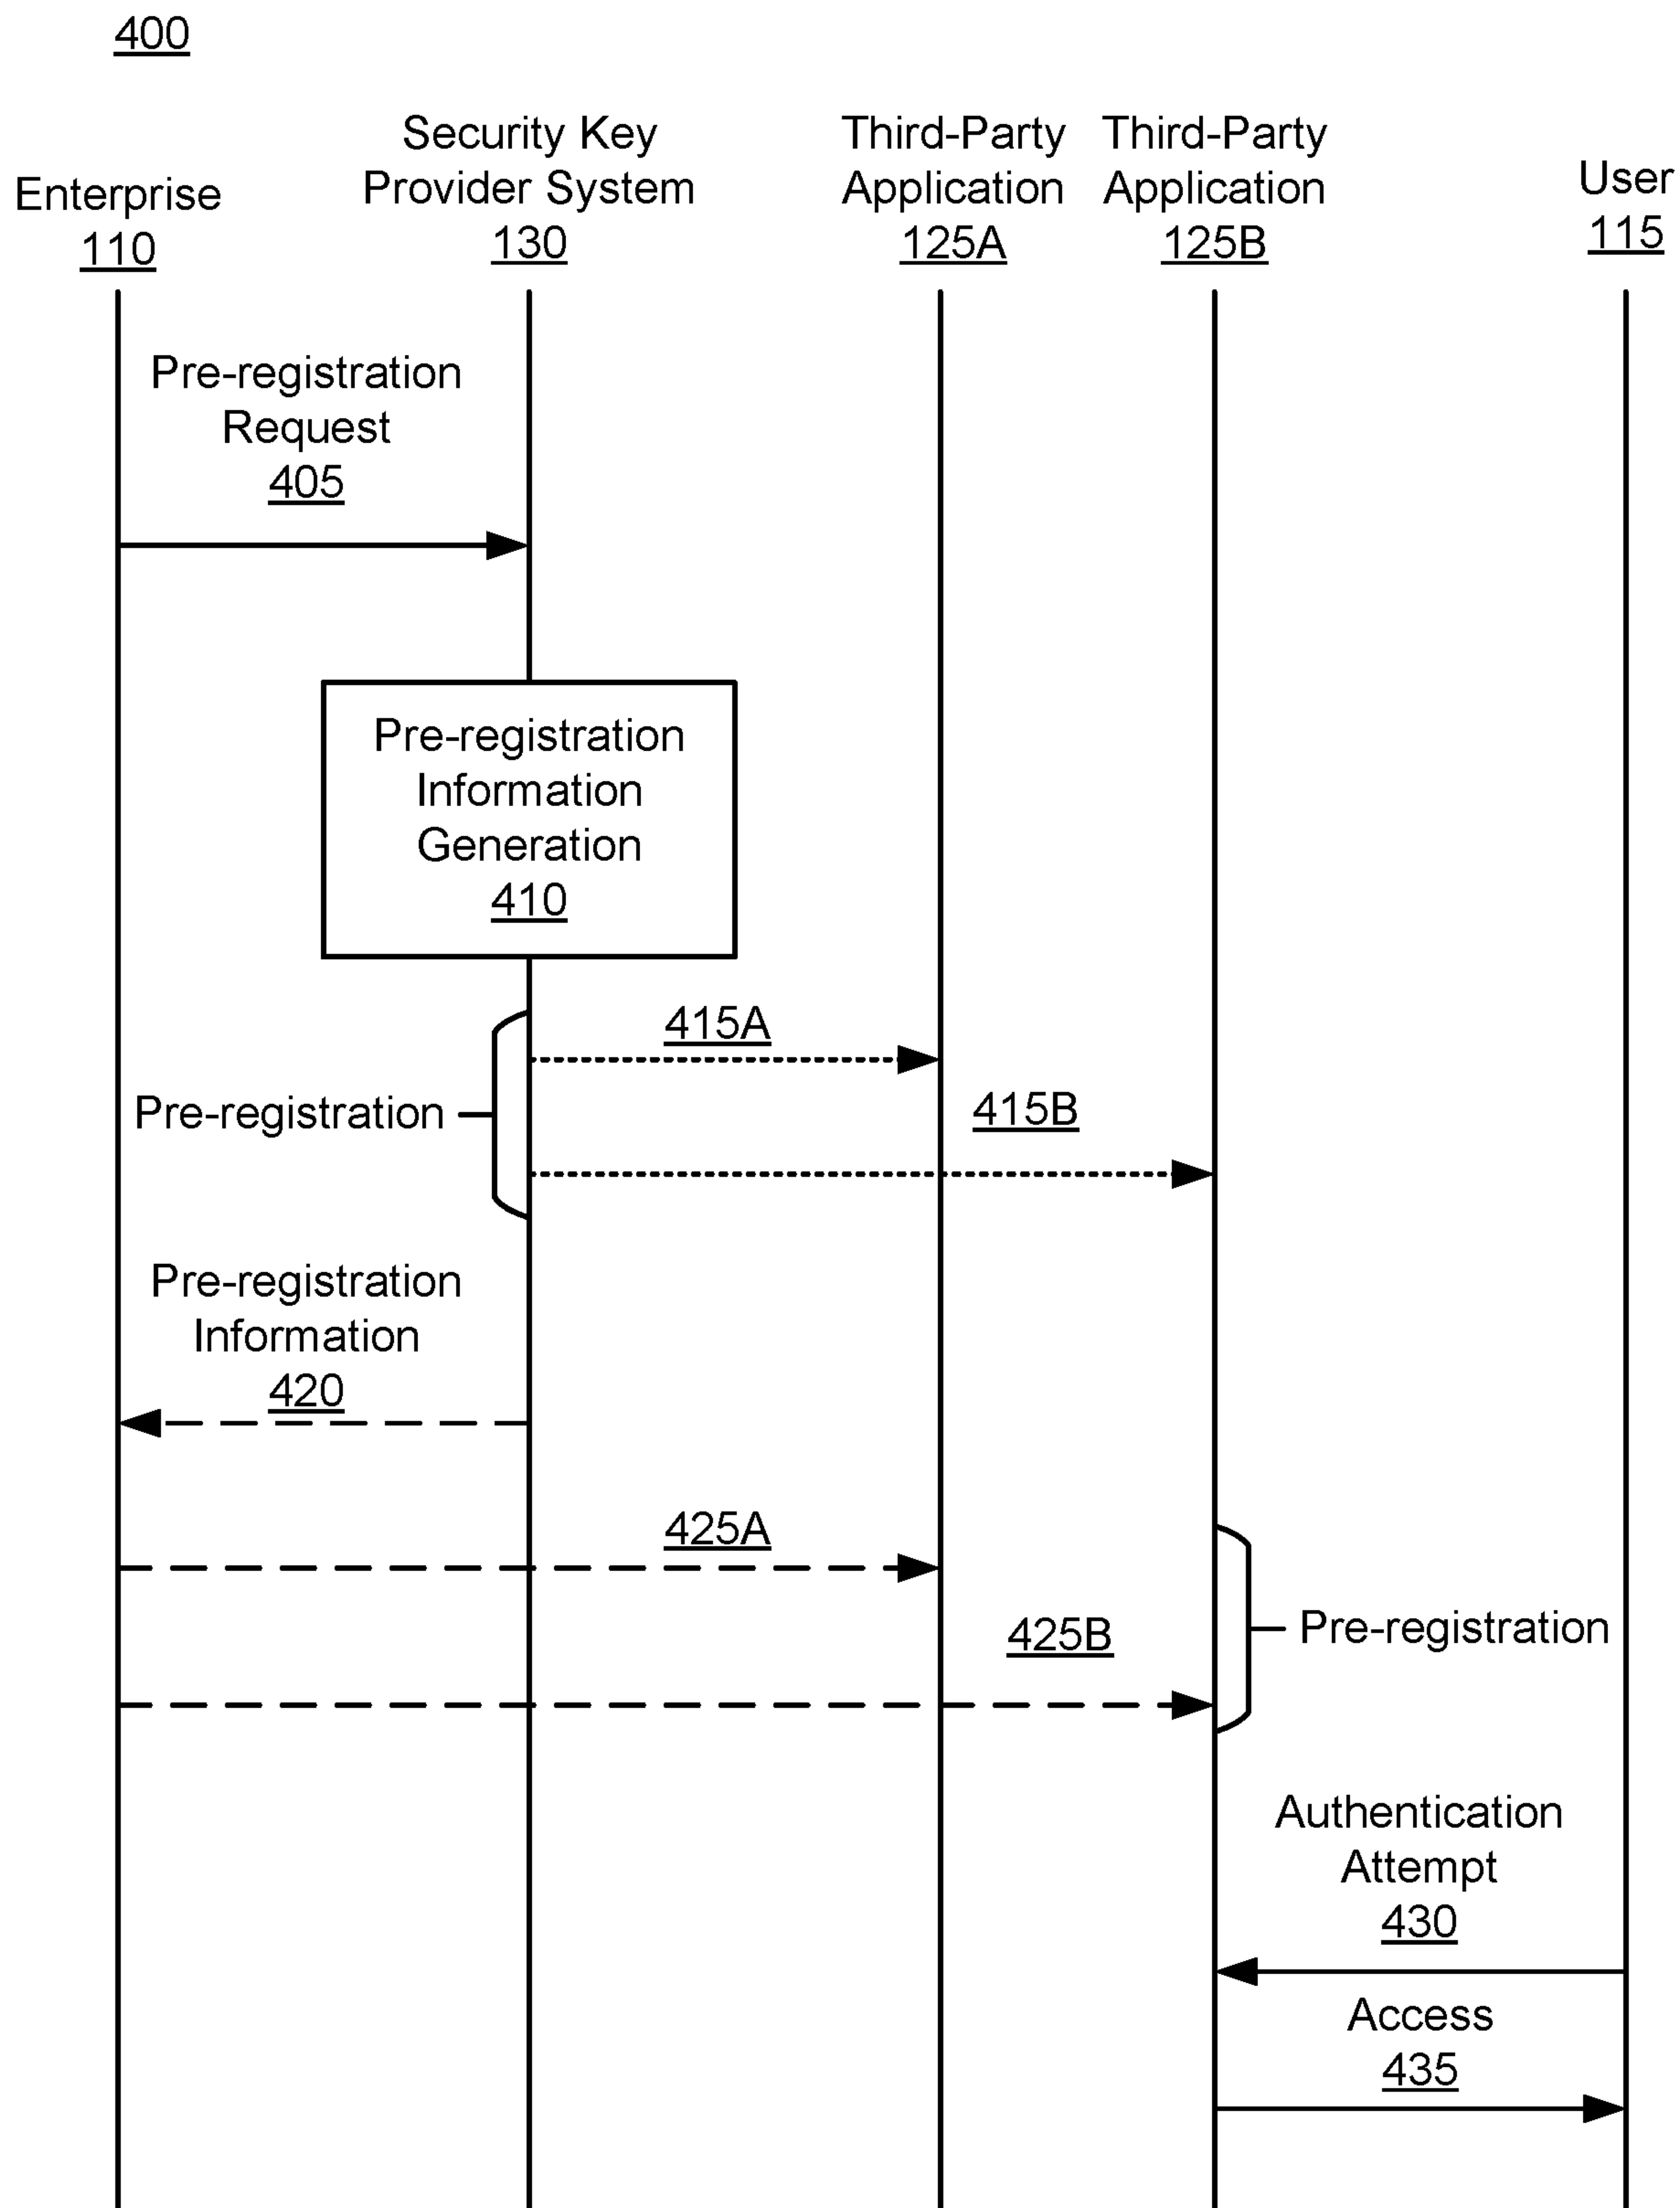 400
Enterprise
110
Security Key
Provider System
130
Third-Party
Application
125A
Third-Party
Application
125B
User
115
Pre-registration
Request
405
Pre-registration
Information
Generation
410
415A
Pre-registration
415B
Pre-registration
Information
420
425A
425B
Pre-registration
Authentication
Attempt
430
Access
435